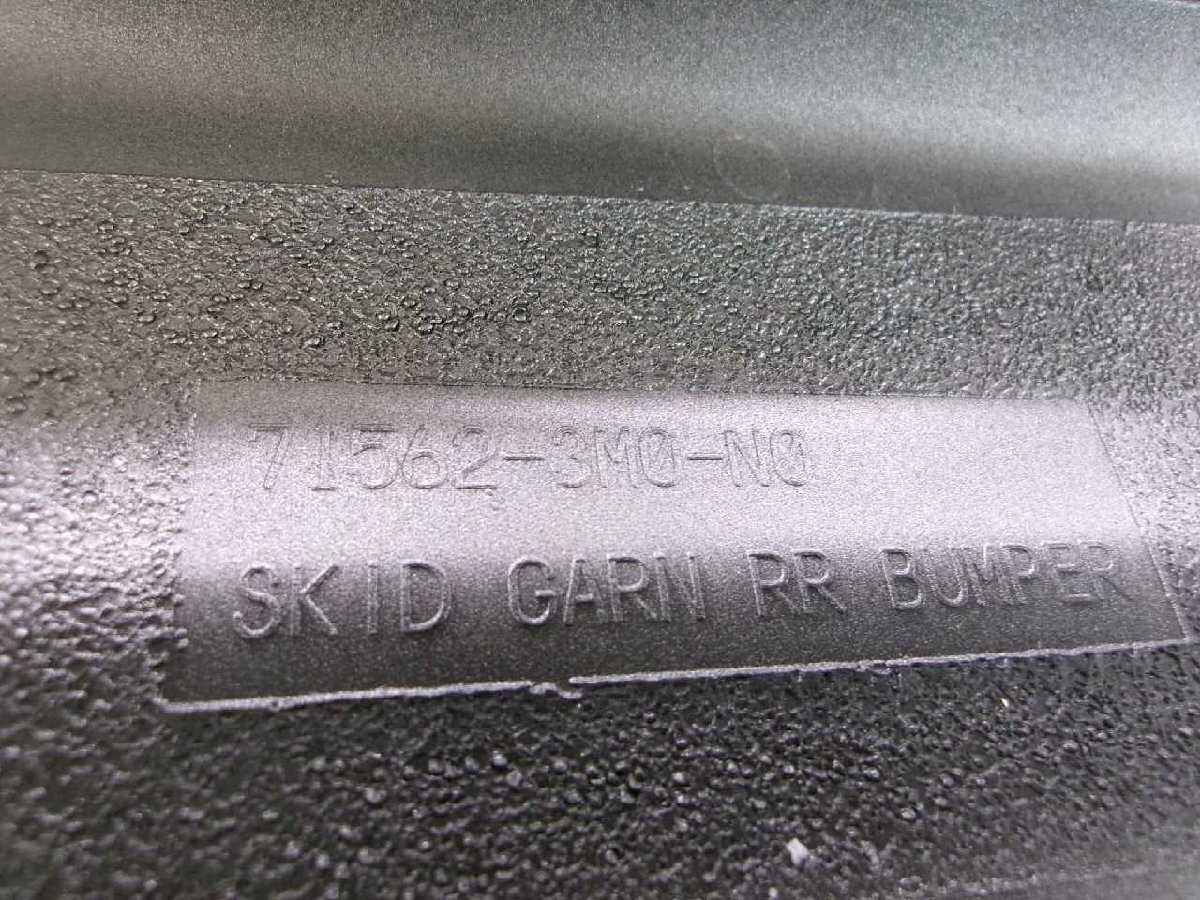 71562-3M0-N0
SKID GARN RR BUMPER